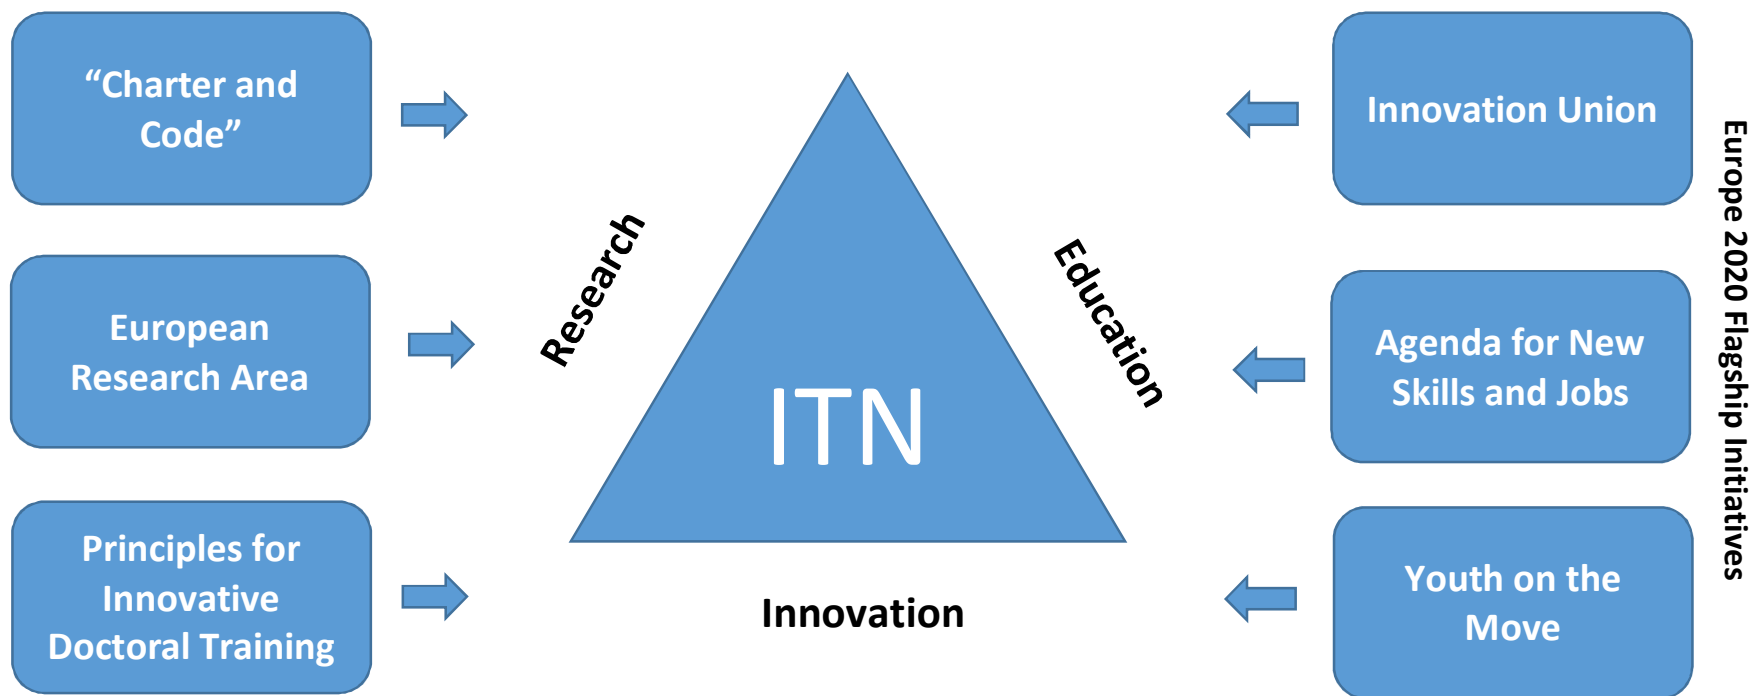 “Charter and
Code”
European
Research Area
Principles for
Innovative
Doctoral Training
Research
ITN
Education
Innovation
Innovation Union
Agenda for New
Skills and Jobs
Youth on the
Move
Europe 2020 Flagship Initiatives